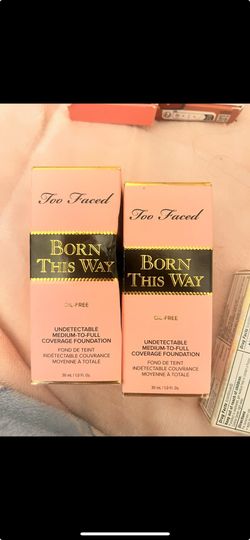 Too Faced
BORN
THIS WAY
OIL-FREE
UNDETECTABLE
MEDIUM-TO-FULL
COVERAGE FOUNDATION
FOND DE TEINT
INDÉTECTABLE COUVRANCE
MOYENNE À TOTALE
30 mL / 1.0 Fl. Oz.
Too Faced
BORN
THIS WAY
OIL-FREE
UNDETECTABLE
MEDIUM-TO-FULL
COVERAGE FOUNDATION
FOND DE TEINT
INDÉTECTABLE COUVRANCE
MOYENNE À TOTALE
30 mL / 1.0 Fl. Oz.